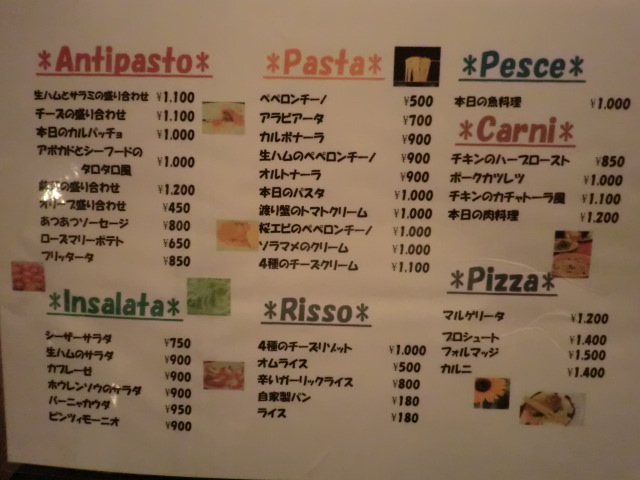 *Antipasto*
生ハムとサラミの盛り合わせ ¥1.100
チーズの盛り合わせ ¥1.100
本日のカルパッチョ ¥1.000
アボカドとシーフードの
タロタロ風 ¥1.000
の盛り合わせ ¥1.200
オリーブ盛り合わせ ¥450
あつあつソーセージ ¥800
ローズマリーポテト ¥650
フリッタータ ¥850
*Insalata*
シーザーサラダ ¥750
生ハムのサラダ ¥900
カプレーゼ ¥900
ホウレンソウのサラダ ¥900
バーニャカウダ ¥950
ピンツィモーニオ ¥900
*Pasta*
ペペロンチーノ ¥500
アラビアータ ¥700
カルボナーラ ¥900
生ハムのペペロンチーノ ¥900
オルトナーラ ¥900
本日のパスタ ¥1.000
渡り蟹のトマトクリーム ¥1.000
桜エビのペペロンチーノ ¥1.000
ソラマメのクリーム ¥1.000
4種のチーズクリーム ¥1.100
*Risso*
4種のチーズリゾット ¥1.000
オムライス ¥500
辛いガーリックライス ¥800
自家製パン ¥180
ライス ¥180
*Pesce*
本日の魚料理 ¥1.000
*Carni*
チキンのハーブロースト ¥850
ポークカツレツ ¥1.000
チキンのカチャトーラ風 ¥1.100
本日の肉料理 ¥1.200
*Pizza*
マルゲリータ ¥1.200
プロシュート ¥1.400
フォルマッジ ¥1.500
カルニ ¥1.400